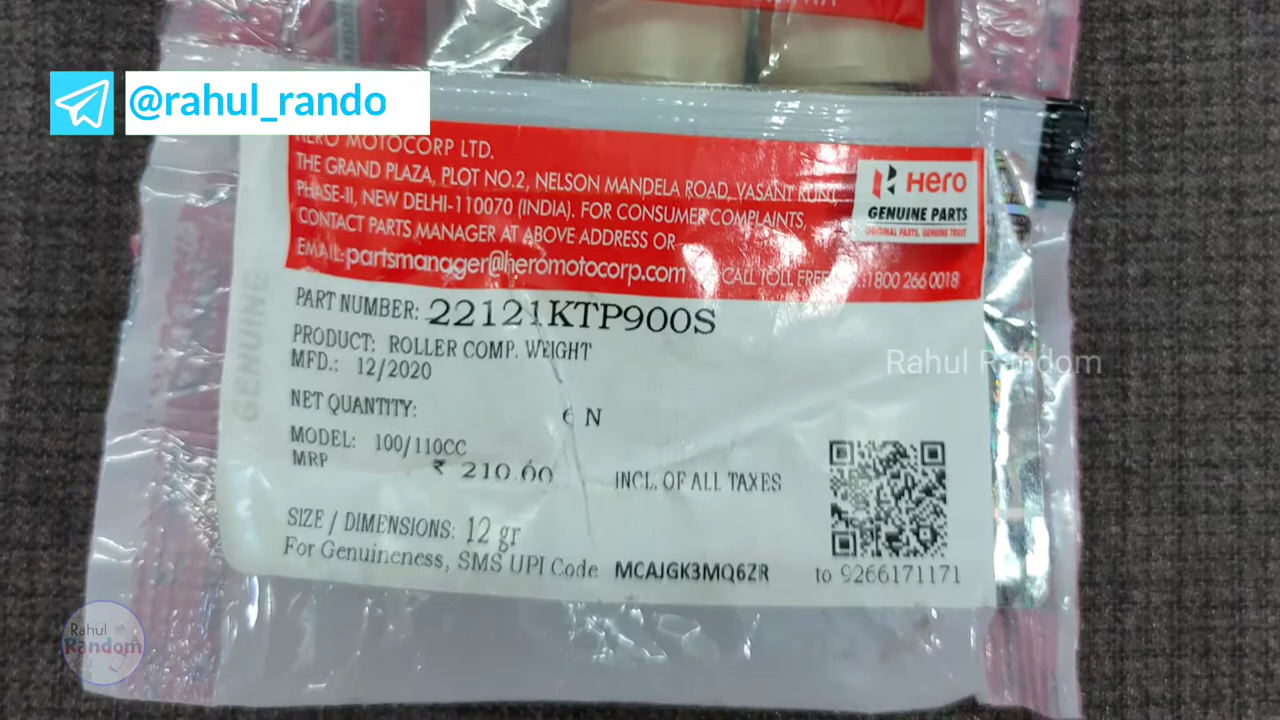 @rahul_rando
HERO MOTOCORP LTD.
THE GRAND PLAZA, PLOT NO.2, NELSON MANDELA ROAD, VASANT KUNJ,
PHASE-II, NEW DELHI-110070 (INDIA). FOR CONSUMER COMPLAINTS,
CONTACT PARTS MANAGER AT ABOVE ADDRESS OR
EMAIL:partsmanager@heromotocorp.com OR CALL TOLL FREE 1800 266 0018
Hero
GENUINE PARTS
ORIGINAL PARTS. GENUINE TRUST
GENUINE
PART NUMBER: 22121KTP900S
PRODUCT: ROLLER COMP. WEIGHT
MFD.: 12/2020
Rahul Random
NET QUANTITY: 6 N
MODEL: 100/110CC
MRP ₹ 210.00 INCL. OF ALL TAXES
SIZE / DIMENSIONS: 12 gr
For Genuineness, SMS UPI Code MCAJGK3MQ6ZR to 9266171171
Rahul
Random